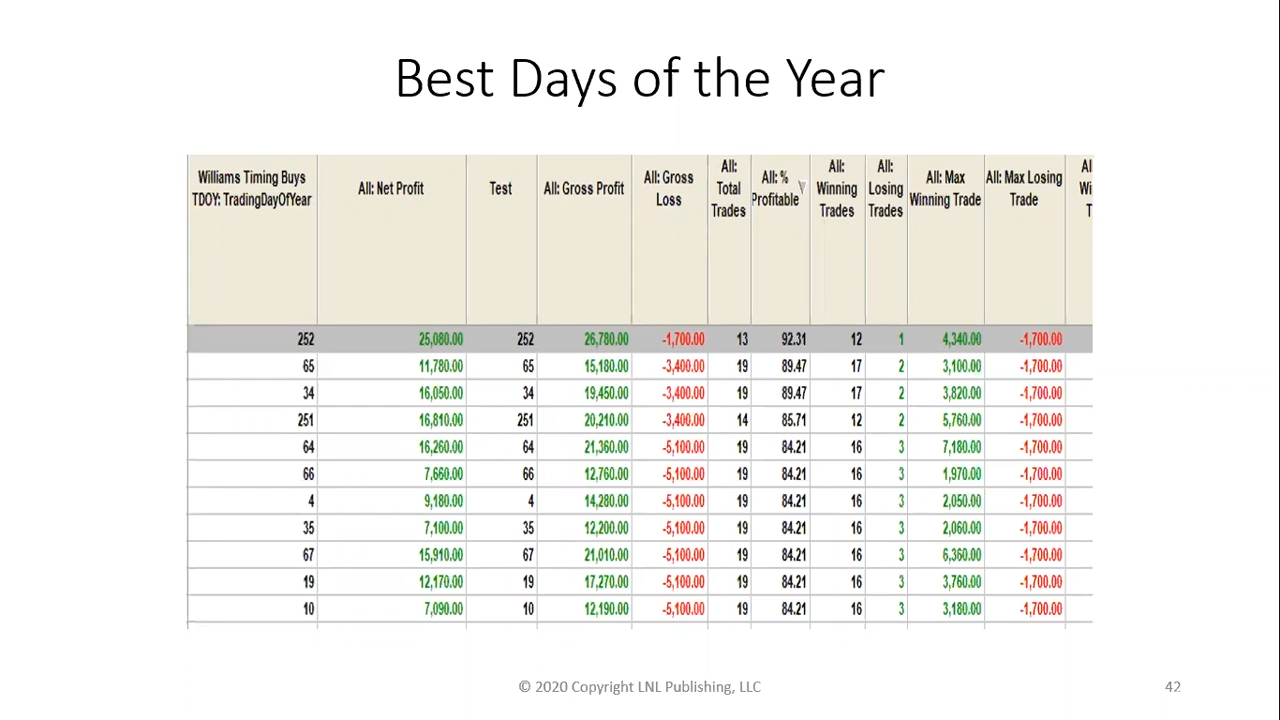 Best Days of the Year
Williams Timing Buys TDOY: TradingDayOfYear All: Net Profit Test All: Gross Profit All: Gross Loss All: Total Trades All: % Profitable All: Winning Trades All: Losing Trades All: Max Winning Trade All: Max Losing Trade Al Wi T
252 25,080.00 252 26,780.00 -1,700.00 13 92.31 12 1 4,340.00 -1,700.00
65 11,780.00 65 15,180.00 -3,400.00 19 89.47 17 2 3,100.00 -1,700.00
34 16,050.00 34 19,450.00 -3,400.00 19 89.47 17 2 3,820.00 -1,700.00
251 16,810.00 251 20,210.00 -3,400.00 14 85.71 12 2 5,760.00 -1,700.00
64 16,260.00 64 21,360.00 -5,100.00 19 84.21 16 3 7,180.00 -1,700.00
66 7,660.00 66 12,760.00 -5,100.00 19 84.21 16 3 1,970.00 -1,700.00
4 9,180.00 4 14,280.00 -5,100.00 19 84.21 16 3 2,050.00 -1,700.00
35 7,100.00 35 12,200.00 -5,100.00 19 84.21 16 3 2,060.00 -1,700.00
67 15,910.00 67 21,010.00 -5,100.00 19 84.21 16 3 6,360.00 -1,700.00
19 12,170.00 19 17,270.00 -5,100.00 19 84.21 16 3 3,760.00 -1,700.00
10 7,090.00 10 12,190.00 -5,100.00 19 84.21 16 3 3,180.00 -1,700.00
© 2020 Copyright LNL Publishing, LLC
42